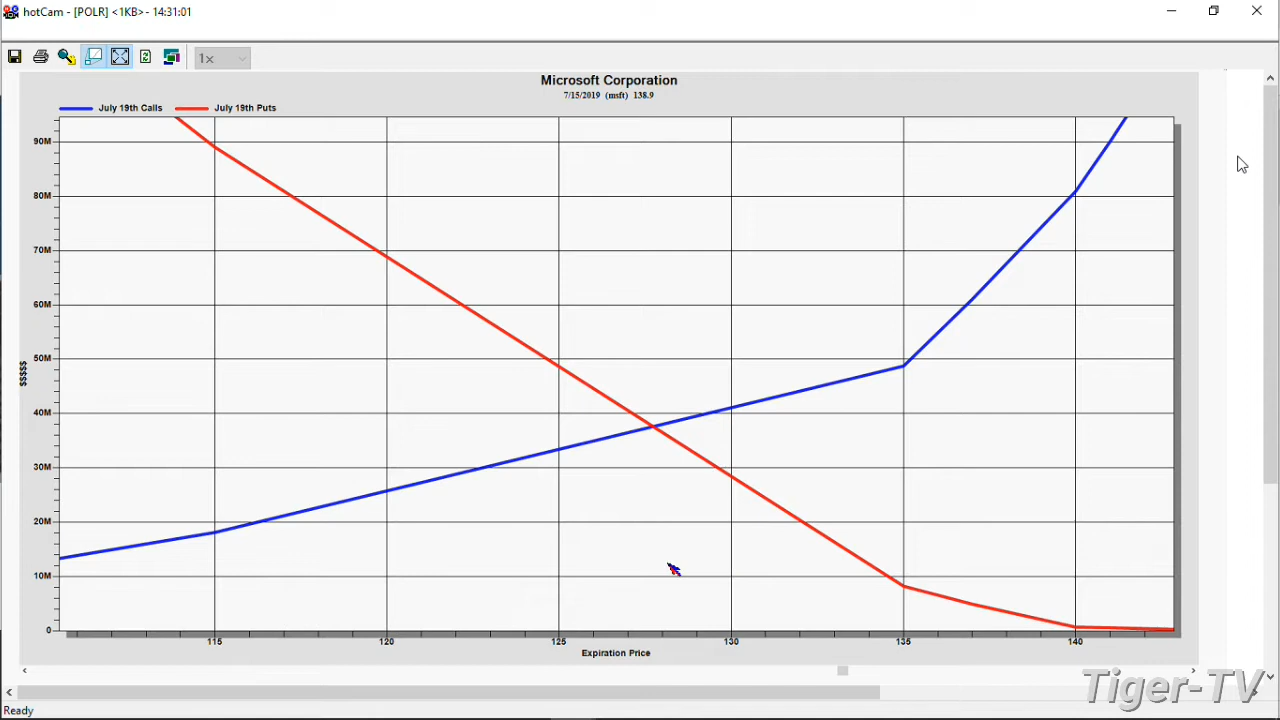 hotCam - [POLR] <1KB> - 14:31:01
1x
Microsoft Corporation
7/15/2019 (msft) 138.9
July 19th Calls July 19th Puts
90M
80M
70M
60M
50M
$$$$$
40M
30M
20M
10M
0
115 120 125 130 135 140
Expiration Price
Tiger-TV
Ready